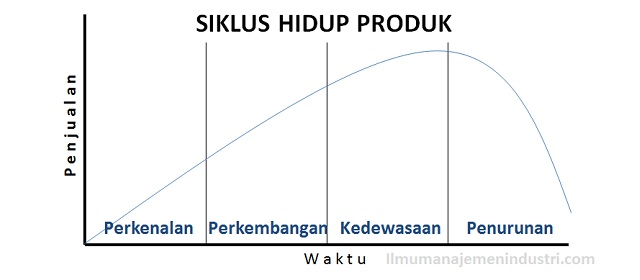 SIKLUS HIDUP PRODUK
Penjualan
Perkenalan Perkembangan Kedewasaan Penurunan
Waktu
Ilmumanajemenindustri.com